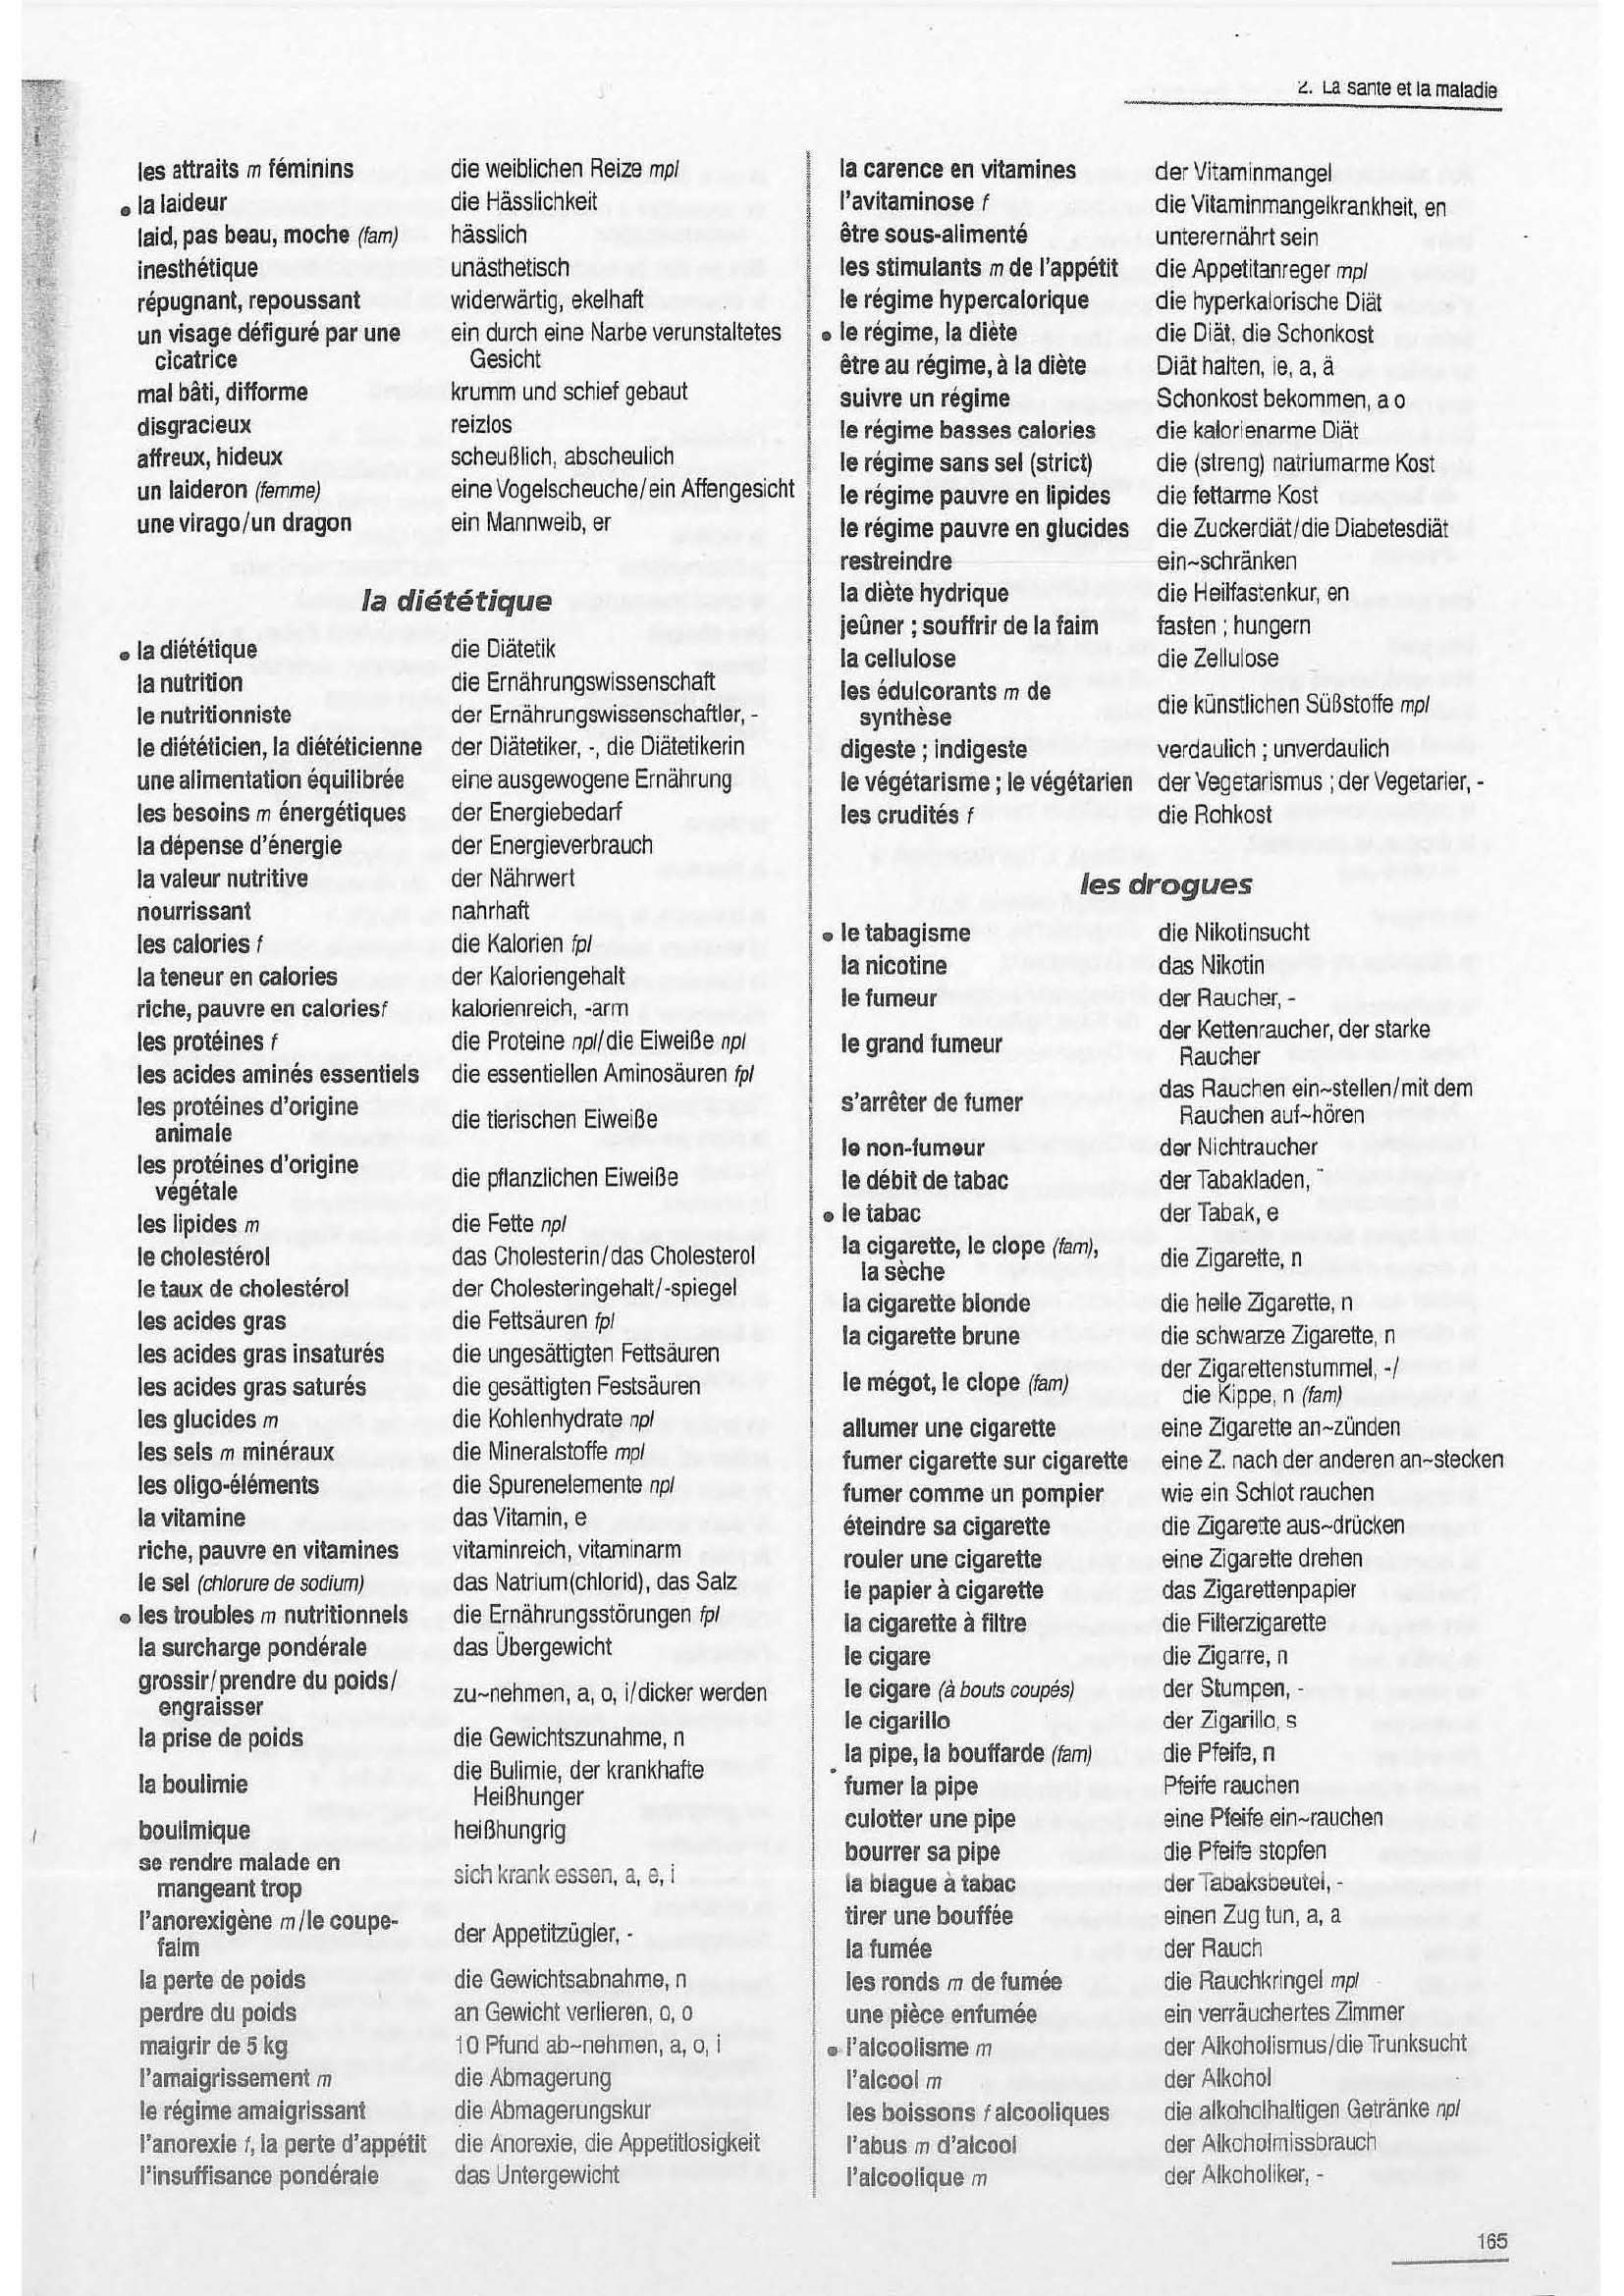 2. La santé et la maladie
les attraits m féminins die weiblichen Reize mpl
• la laideur die Hässlichkeit
laid, pas beau, moche (fam) hässlich
inesthétique unästhetisch
répugnant, repoussant widerwärtig, ekelhaft
un visage défiguré par une ein durch eine Narbe verunstaltetes
cicatrice Gesicht
mal bâti, difforme krumm und schief gebaut
disgracieux reizlos
affreux, hideux scheußlich, abscheulich
un laideron (femme) eine Vogelscheuche/ein Affengesicht
une virago/un dragon ein Mannweib, er
la diététique
• la diététique die Diätetik
la nutrition die Ernährungswissenschaft
le nutritionniste der Ernährungswissenschaftler, -
le diététicien, la diététicienne der Diätetiker, -, die Diätetikerin
une alimentation équilibrée eine ausgewogene Ernährung
les besoins m énergétiques der Energiebedarf
la dépense d'énergie der Energieverbrauch
la valeur nutritive der Nährwert
nourrissant nahrhaft
les calories f die Kalorien fpl
la teneur en calories der Kaloriengehalt
riche, pauvre en calories f kalorienreich, -arm
les protéines f die Proteine npl/die Eiweiße npl
les acides aminés essentiels die essentiellen Aminosäuren fpl
les protéines d'origine
animale die tierischen Eiweiße
les protéines d'origine
végétale die pflanzlichen Eiweiße
les lipides m die Fette npl
le cholestérol das Cholesterin/das Cholesterol
le taux de cholestérol der Cholesteringehalt/-spiegel
les acides gras die Fettsäuren fpl
les acides gras insaturés die ungesättigten Fettsäuren
les acides gras saturés die gesättigten Festsäuren
les glucides m die Kohlenhydrate npl
les sels m minéraux die Mineralstoffe mpl
les oligo-éléments die Spurenelemente npl
la vitamine das Vitamin, e
riche, pauvre en vitamines vitaminreich, vitaminarm
le sel (chlorure de sodium) das Natrium(chlorid), das Salz
• les troubles m nutritionnels die Ernährungsstörungen fpl
la surcharge pondérale das Übergewicht
grossir/prendre du poids/
engraisser zu~nehmen, a, o, i/dicker werden
la prise de poids die Gewichtszunahme, n
la boulimie die Bulimie, der krankhafte
Heißhunger
boulimique heißhungrig
se rendre malade en
mangeant trop sich krank essen, a, e, i
l'anorexigène m/le coupe-
faim der Appetitzügler, -
la perte de poids die Gewichtsabnahme, n
perdre du poids an Gewicht verlieren, o, o
maigrir de 5 kg 10 Pfund ab~nehmen, a, o, i
l'amaigrissement m die Abmagerung
le régime amaigrissant die Abmagerungskur
l'anorexie f, la perte d'appétit die Anorexie, die Appetitlosigkeit
l'insuffisance pondérale das Untergewicht
la carence en vitamines der Vitaminmangel
l'avitaminose f die Vitaminmangelkrankheit, en
être sous-alimenté unterernährt sein
les stimulants m de l'appétit die Appetitanreger mpl
le régime hypercalorique die hyperkalorische Diät
• le régime, la diète die Diät, die Schonkost
être au régime, à la diète Diät halten, ie, a, ä
suivre un régime Schonkost bekommen, a o
le régime basses calories die kalorienarme Diät
le régime sans sel (strict) die (streng) natriumarme Kost
le régime pauvre en lipides die fettarme Kost
le régime pauvre en glucides die Zuckerdiät/die Diabetesdiät
restreindre ein~schränken
la diète hydrique die Heilfastenkur, en
jeûner ; souffrir de la faim fasten ; hungern
la cellulose die Zellulose
les édulcorants m de
synthèse die künstlichen Süßstoffe mpl
digeste ; indigeste verdaulich ; unverdaulich
le végétarisme ; le végétarien der Vegetarismus ; der Vegetarier, -
les crudités f die Rohkost
les drogues
• le tabagisme die Nikotinsucht
la nicotine das Nikotin
le fumeur der Raucher, -
le grand fumeur der Kettenraucher, der starke
Raucher
s'arrêter de fumer das Rauchen ein~stellen/mit dem
Rauchen auf~hören
le non-fumeur der Nichtraucher
le débit de tabac der Tabakladen, ¨
• le tabac der Tabak, e
la cigarette, le clope (fam),
la sèche die Zigarette, n
la cigarette blonde die helle Zigarette, n
la cigarette brune die schwarze Zigarette, n
le mégot, le clope (fam) der Zigarettenstummel, -/
die Kippe, n (fam)
allumer une cigarette eine Zigarette an~zünden
fumer cigarette sur cigarette eine Z. nach der anderen an~stecken
fumer comme un pompier wie ein Schlot rauchen
éteindre sa cigarette die Zigarette aus~drücken
rouler une cigarette eine Zigarette drehen
le papier à cigarette das Zigarettenpapier
la cigarette à filtre die Filterzigarette
le cigare die Zigarre, n
le cigare (à bouts coupés) der Stumpen, -
le cigarillo der Zigarillo, s
la pipe, la bouffarde (fam) die Pfeife, n
fumer la pipe Pfeife rauchen
culotter une pipe eine Pfeife ein~rauchen
bourrer sa pipe die Pfeife stopfen
la blague à tabac der Tabaksbeutel, -
tirer une bouffée einen Zug tun, a, a
la fumée der Rauch
les ronds m de fumée die Rauchkringel mpl
une pièce enfumée ein verräuchertes Zimmer
• l'alcoolisme m der Alkoholismus/die Trunksucht
l'alcool m der Alkohol
les boissons f alcooliques die alkoholhaltigen Getränke npl
l'abus m d'alcool der Alkoholmissbrauch
l'alcoolique m der Alkoholiker, -
165